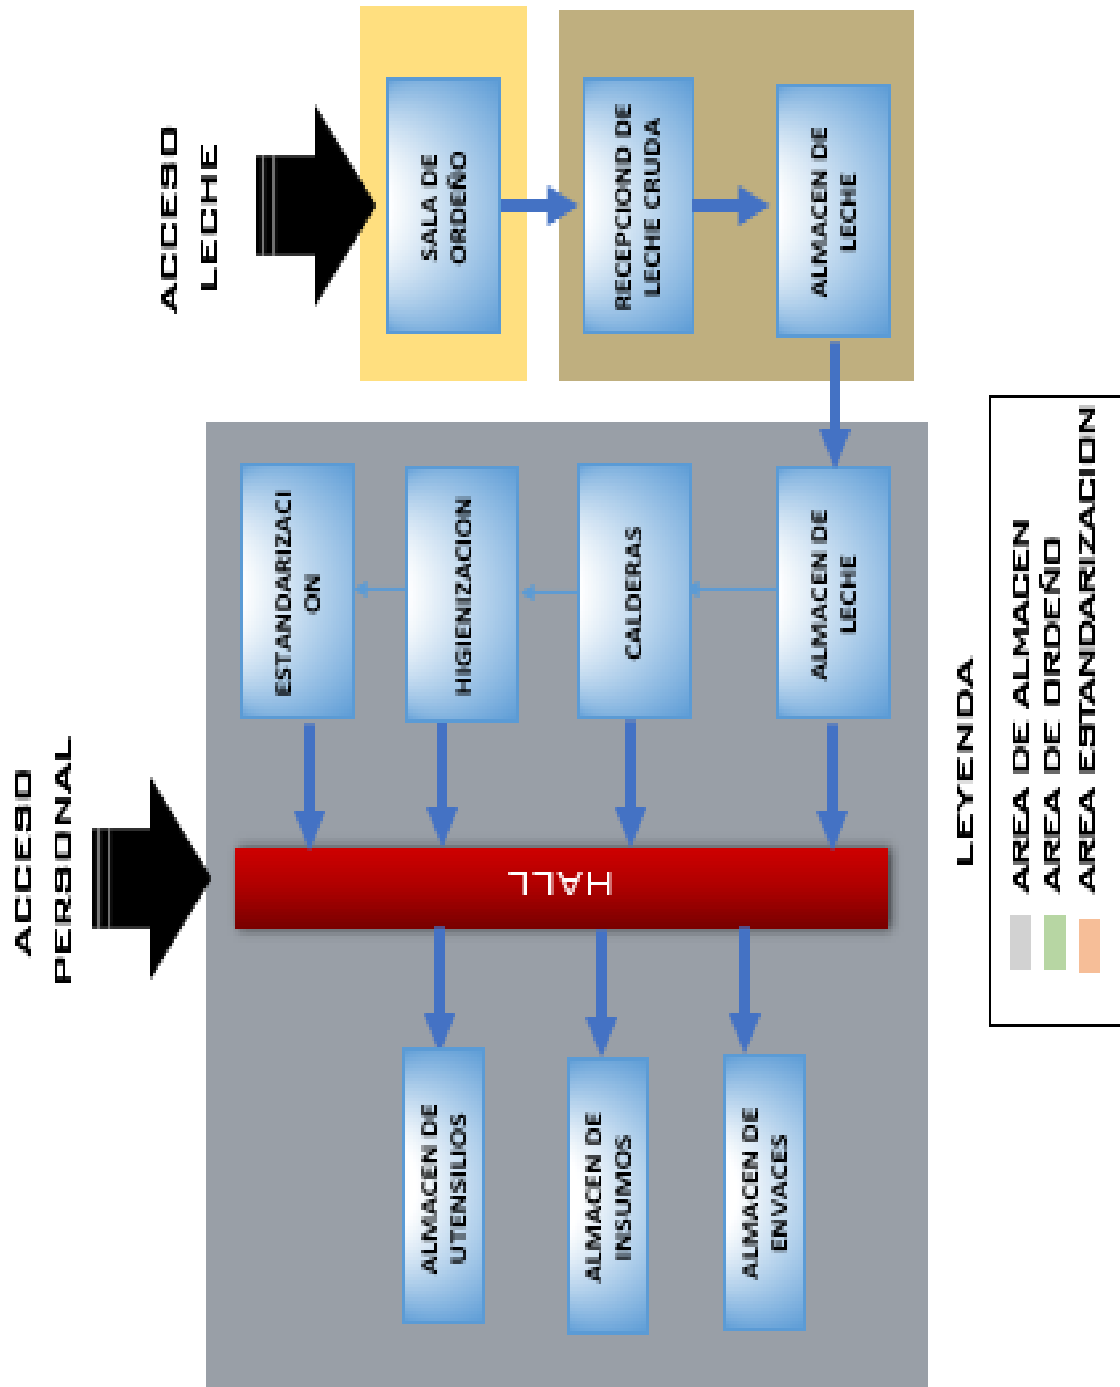 ACCESO
LECHE
SALA DE
ORDEÑO
RECEPCIOND DE
LECHE CRUDA
ALMACEN DE
LECHE
ACCESO
PERSONAL
ESTANDARIZACI
ON
HIGIENIZACION
CALDERAS
ALMACEN DE
LECHE
HALL
ALMACEN DE
UTENSILIOS
ALMACEN DE
INSUMOS
ALMACEN DE
ENVACES
LEYENDA
AREA DE ALMACEN
AREA DE ORDEÑO
AREA ESTANDARIZACION